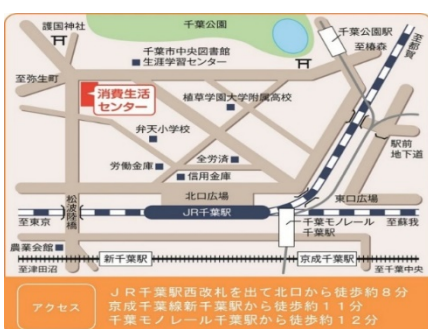 護国神社
千葉公園
千葉公園駅
至椿森
至都賀
千葉市中央図書館
生涯学習センター
至弥生町
消費生活
センター
植草学園大学附属高校
弁天小学校
駅前
地下道
労働金庫
全労済
信用金庫
北口広場
東口広場
松波陸橋
至東京
JR千葉駅
至蘇我
千葉モノレール
千葉駅
農業会館
新千葉駅
京成千葉駅
至津田沼
至千葉中央
アクセス
JR千葉駅西改札を出て北口から徒歩約8分
京成千葉線新千葉駅から徒歩約11分
千葉モノレール千葉駅から徒歩約12分